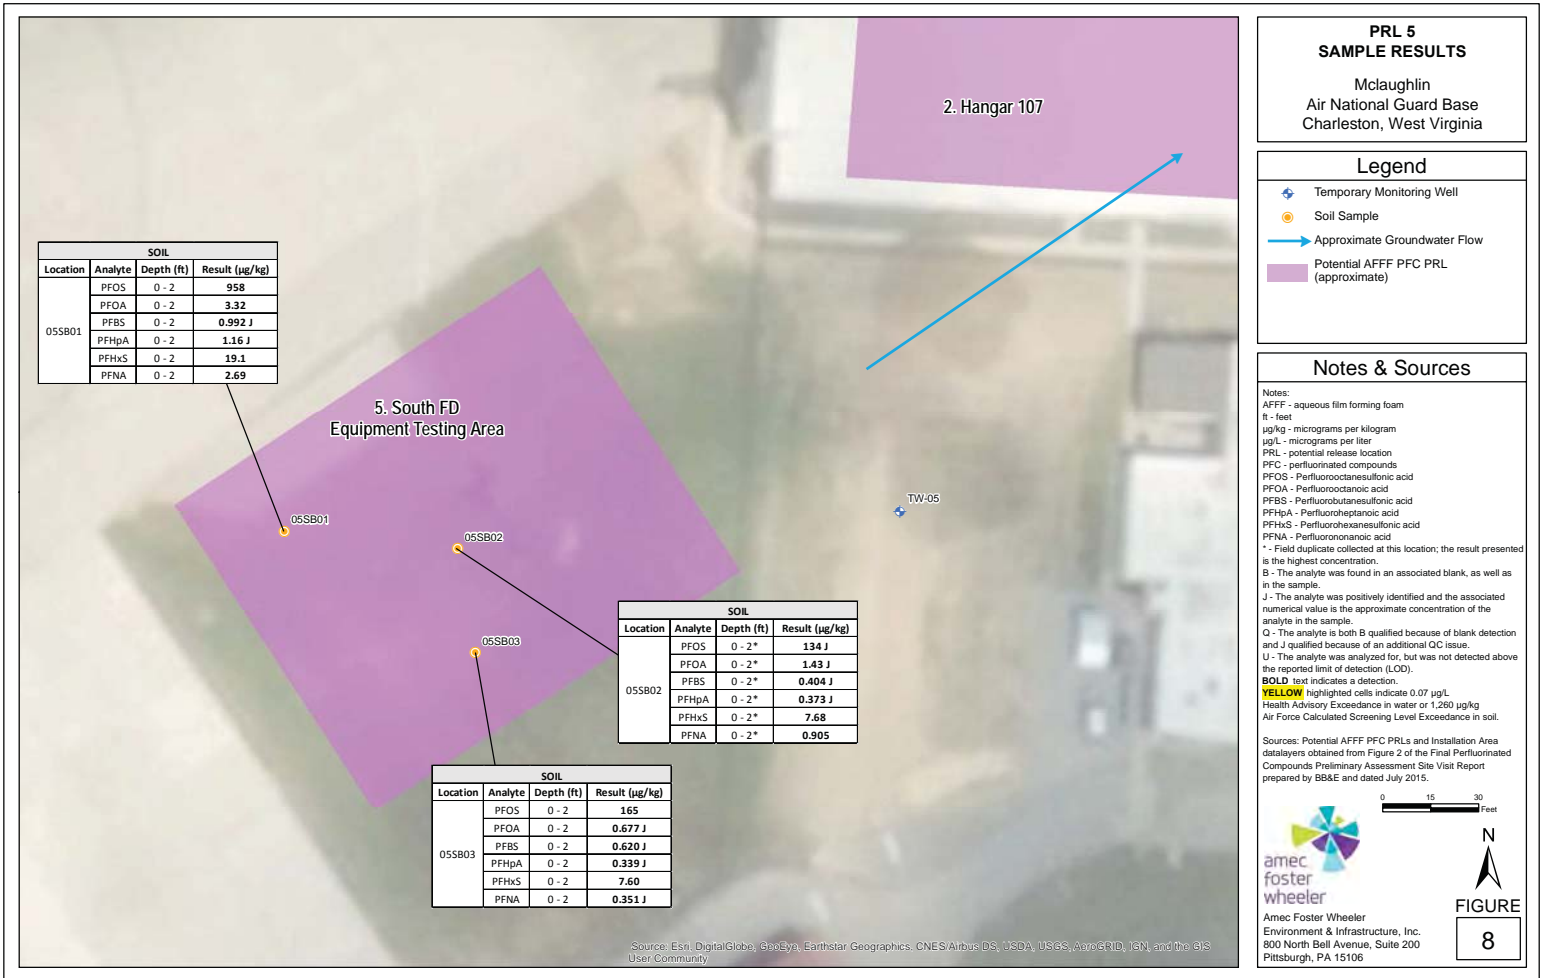 PRL 5
SAMPLE RESULTS
Mclaughlin
Air National Guard Base
Charleston, West Virginia
Legend
Temporary Monitoring Well
Soil Sample
Approximate Groundwater Flow
Potential AFFF PFC PRL
(approximate)
Notes & Sources
Notes:
AFFF - aqueous film forming foam
ft - feet
µg/kg - micrograms per kilogram
µg/L - micrograms per liter
PRL - potential release location
PFC - perfluorinated compounds
PFOS - Perfluorooctanesulfonic acid
PFOA - Perfluorooctanoic acid
PFBS - Perfluorobutanesulfonic acid
PFHpA - Perfluoroheptanoic acid
PFHxS - Perfluorohexanesulfonic acid
PFNA - Perfluorononanoic acid
* - Field duplicate collected at this location; the result presented
is the highest concentration.
B - The analyte was found in an associated blank, as well as
in the sample.
J - The analyte was positively identified and the associated
numerical value is the approximate concentration of the
analyte in the sample.
Q - The analyte is both B qualified because of blank detection
and J qualified because of an additional QC issue.
U - The analyte was analyzed for, but was not detected above
the reported limit of detection (LOD).
BOLD text indicates a detection.
YELLOW highlighted cells indicate 0.07 µg/L
Health Advisory Exceedance in water or 1,260 µg/kg
Air Force Calculated Screening Level Exceedance in soil.
Sources: Potential AFFF PFC PRLs and Installation Area
datalayers obtained from Figure 2 of the Final Perfluorinated
Compounds Preliminary Assessment Site Visit Report
prepared by BB&E and dated July 2015.
0 15 30
Feet
N
amec
foster
wheeler
Amec Foster Wheeler
Environment & Infrastructure, Inc.
800 North Bell Avenue, Suite 200
Pittsburgh, PA 15106
FIGURE
8
2. Hangar 107
5. South FD
Equipment Testing Area
05SB01
05SB02
05SB03
TW-05
SOIL
Location Analyte Depth (ft) Result (µg/kg)
05SB01
PFOS 0 - 2 958
PFOA 0 - 2 3.32
PFBS 0 - 2 0.992 J
PFHpA 0 - 2 1.16 J
PFHxS 0 - 2 19.1
PFNA 0 - 2 2.69
SOIL
Location Analyte Depth (ft) Result (µg/kg)
05SB02
PFOS 0 - 2* 134 J
PFOA 0 - 2* 1.43 J
PFBS 0 - 2* 0.404 J
PFHpA 0 - 2* 0.373 J
PFHxS 0 - 2* 7.68
PFNA 0 - 2* 0.905
SOIL
Location Analyte Depth (ft) Result (µg/kg)
05SB03
PFOS 0 - 2 165
PFOA 0 - 2 0.677 J
PFBS 0 - 2 0.620 J
PFHpA 0 - 2 0.339 J
PFHxS 0 - 2 7.60
PFNA 0 - 2 0.351 J
Source: Esri, DigitalGlobe, GeoEye, Earthstar Geographics, CNES/Airbus DS, USDA, USGS, AeroGRID, IGN, and the GIS
User Community